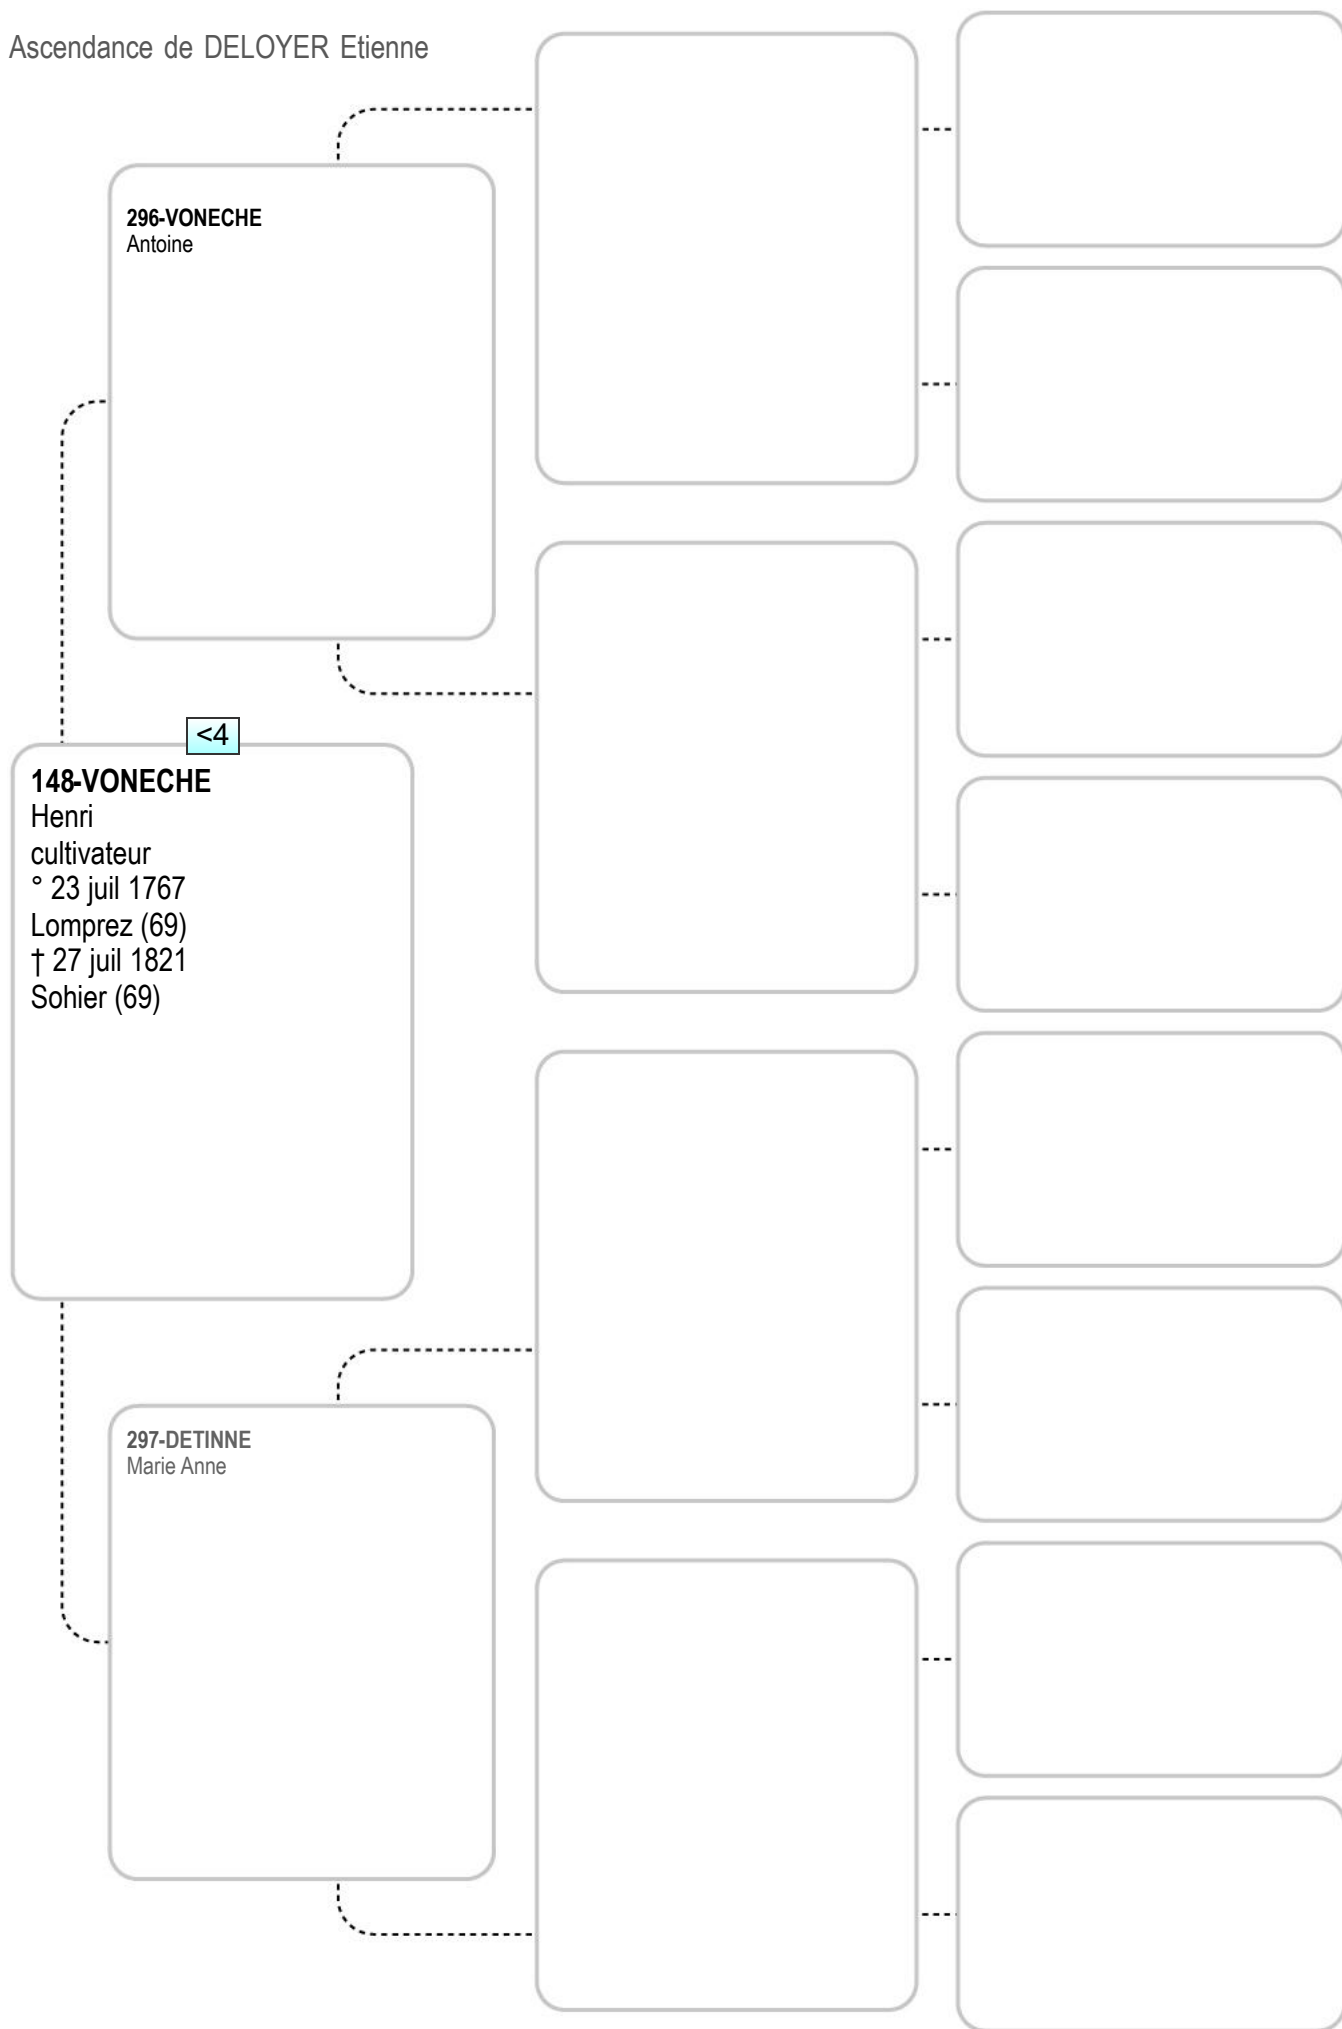 Ascendance de DELOYER Etienne
296-VONECHE
Antoine
<4
148-VONECHE
Henri
cultivateur
° 23 juil 1767
Lomprez (69)
† 27 juil 1821
Sohier (69)
297-DETINNE
Marie Anne